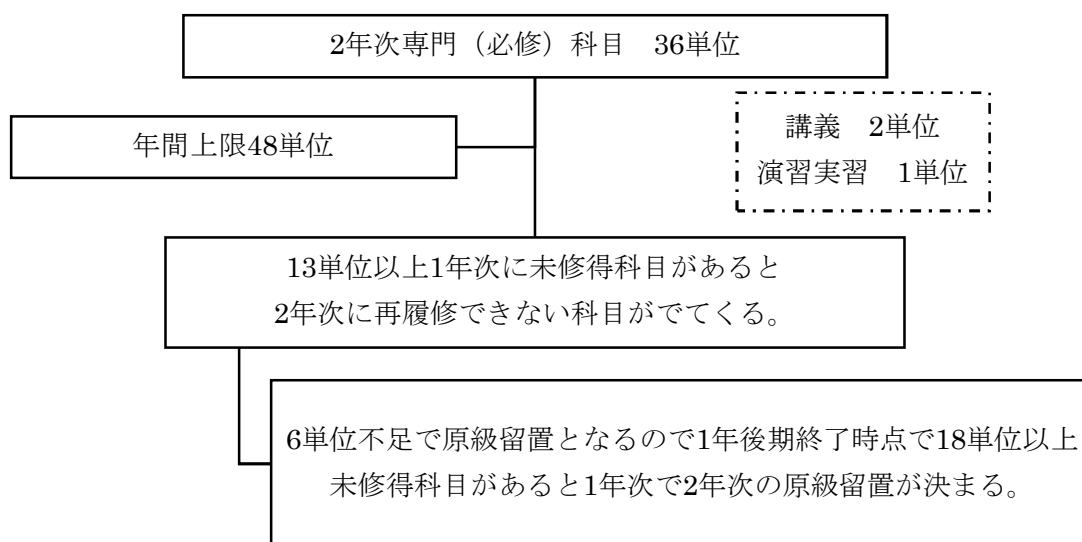 2年次専門（必修）科目　36単位
年間上限48単位
講義　2単位
演習実習　1単位
13単位以上1年次に未修得科目があると
2年次に再履修できない科目がでてくる。
6単位不足で原級留置となるので1年後期終了時点で18単位以上
未修得科目があると1年次で2年次の原級留置が決まる。